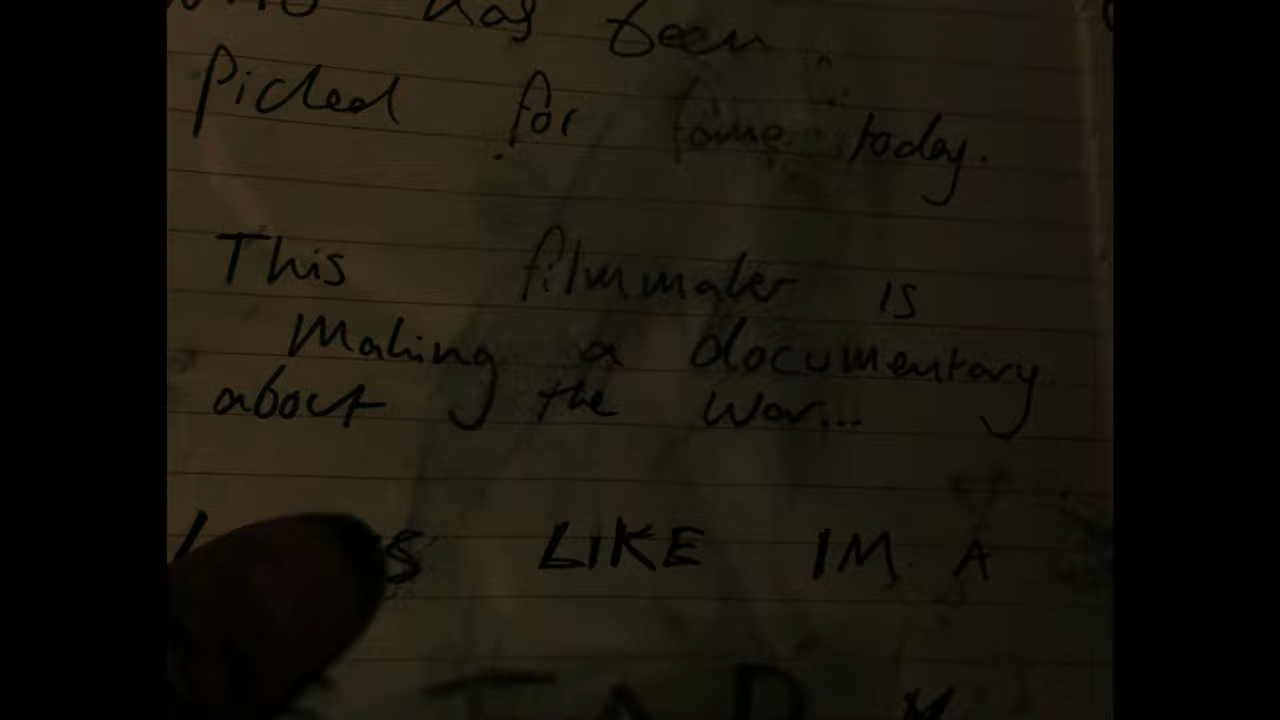 has been
Picked for fame today.
This filmmaker is
Making a documentary
about the war...
LIKE IM A